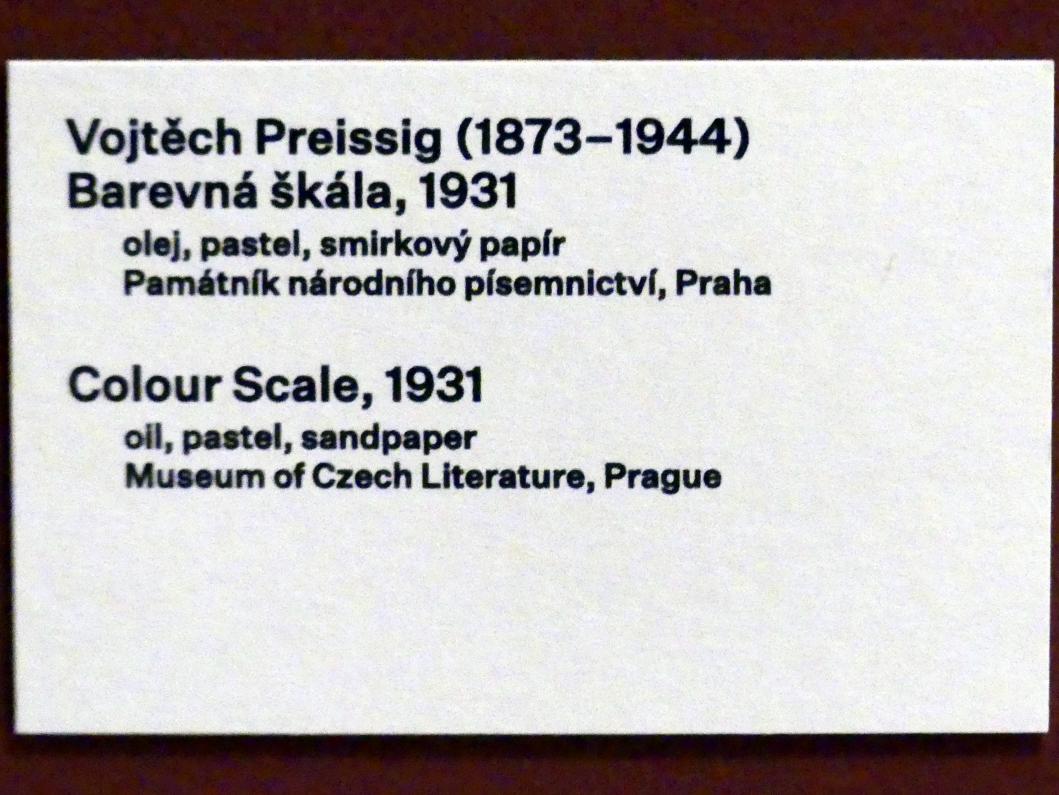 Vojtěch Preissig (1873–1944)
Barevná škála, 1931
olej, pastel, smirkový papír
Památník národního písemnictví, Praha
Colour Scale, 1931
oil, pastel, sandpaper
Museum of Czech Literature, Prague